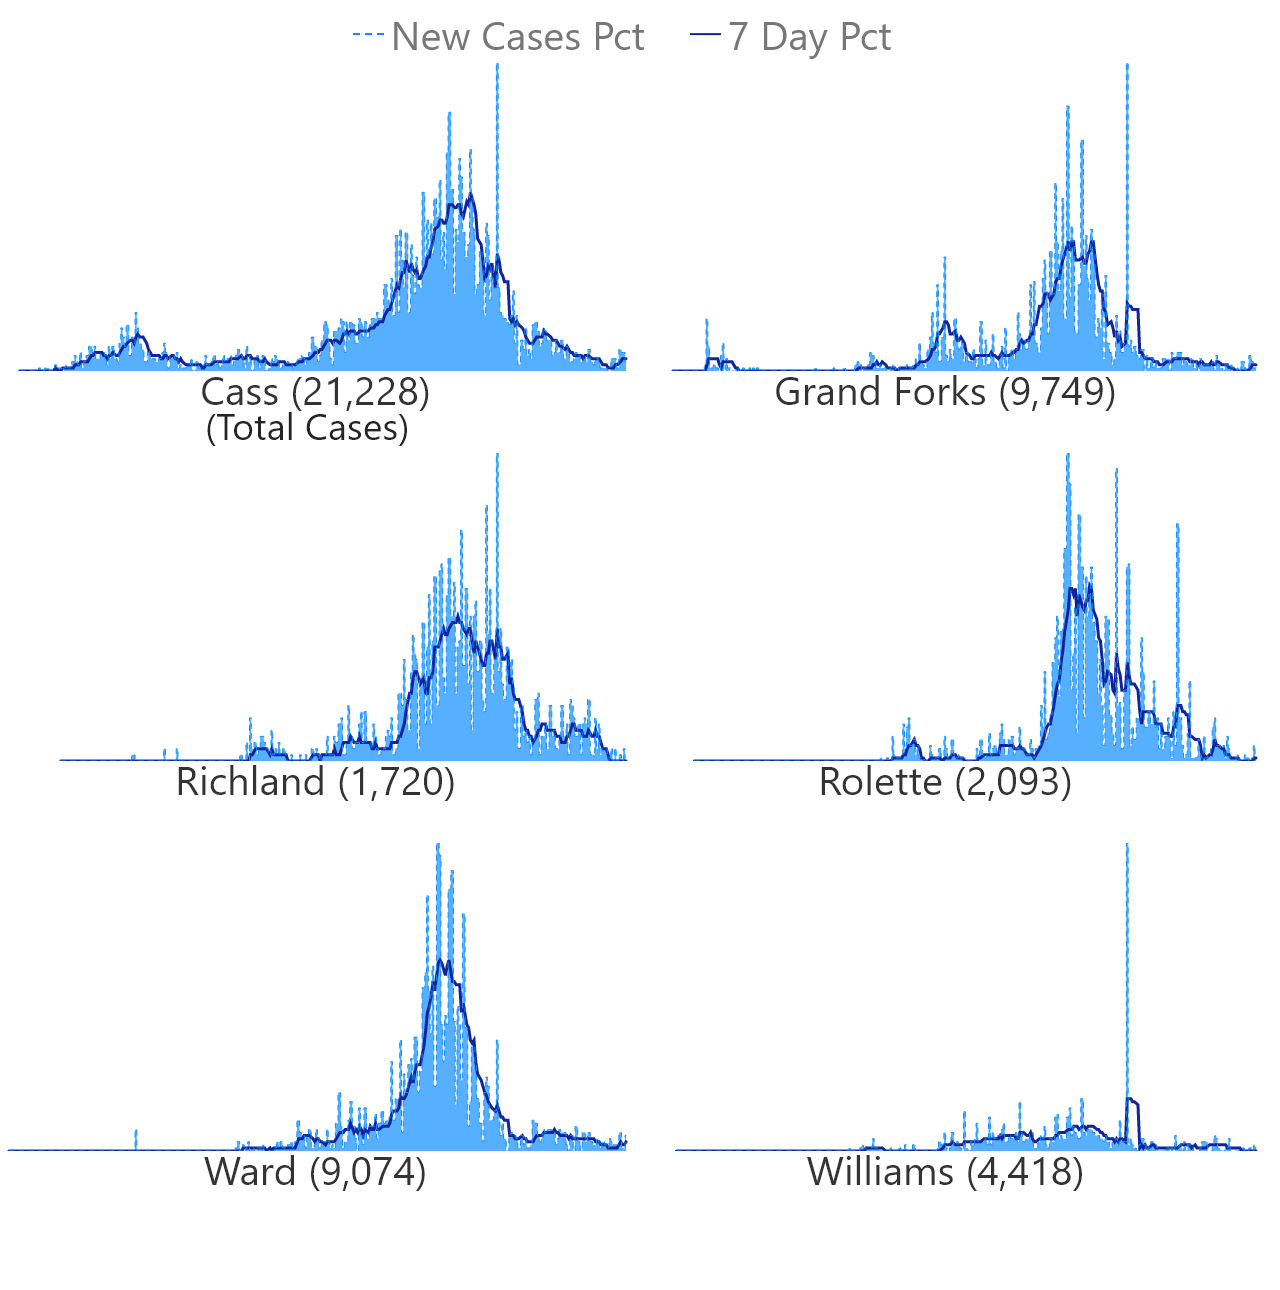 New Cases Pct 7 Day Pct
Cass (21,228) Grand Forks (9,749)
(Total Cases)
Richland (1,720) Rolette (2,093)
Ward (9,074) Williams (4,418)